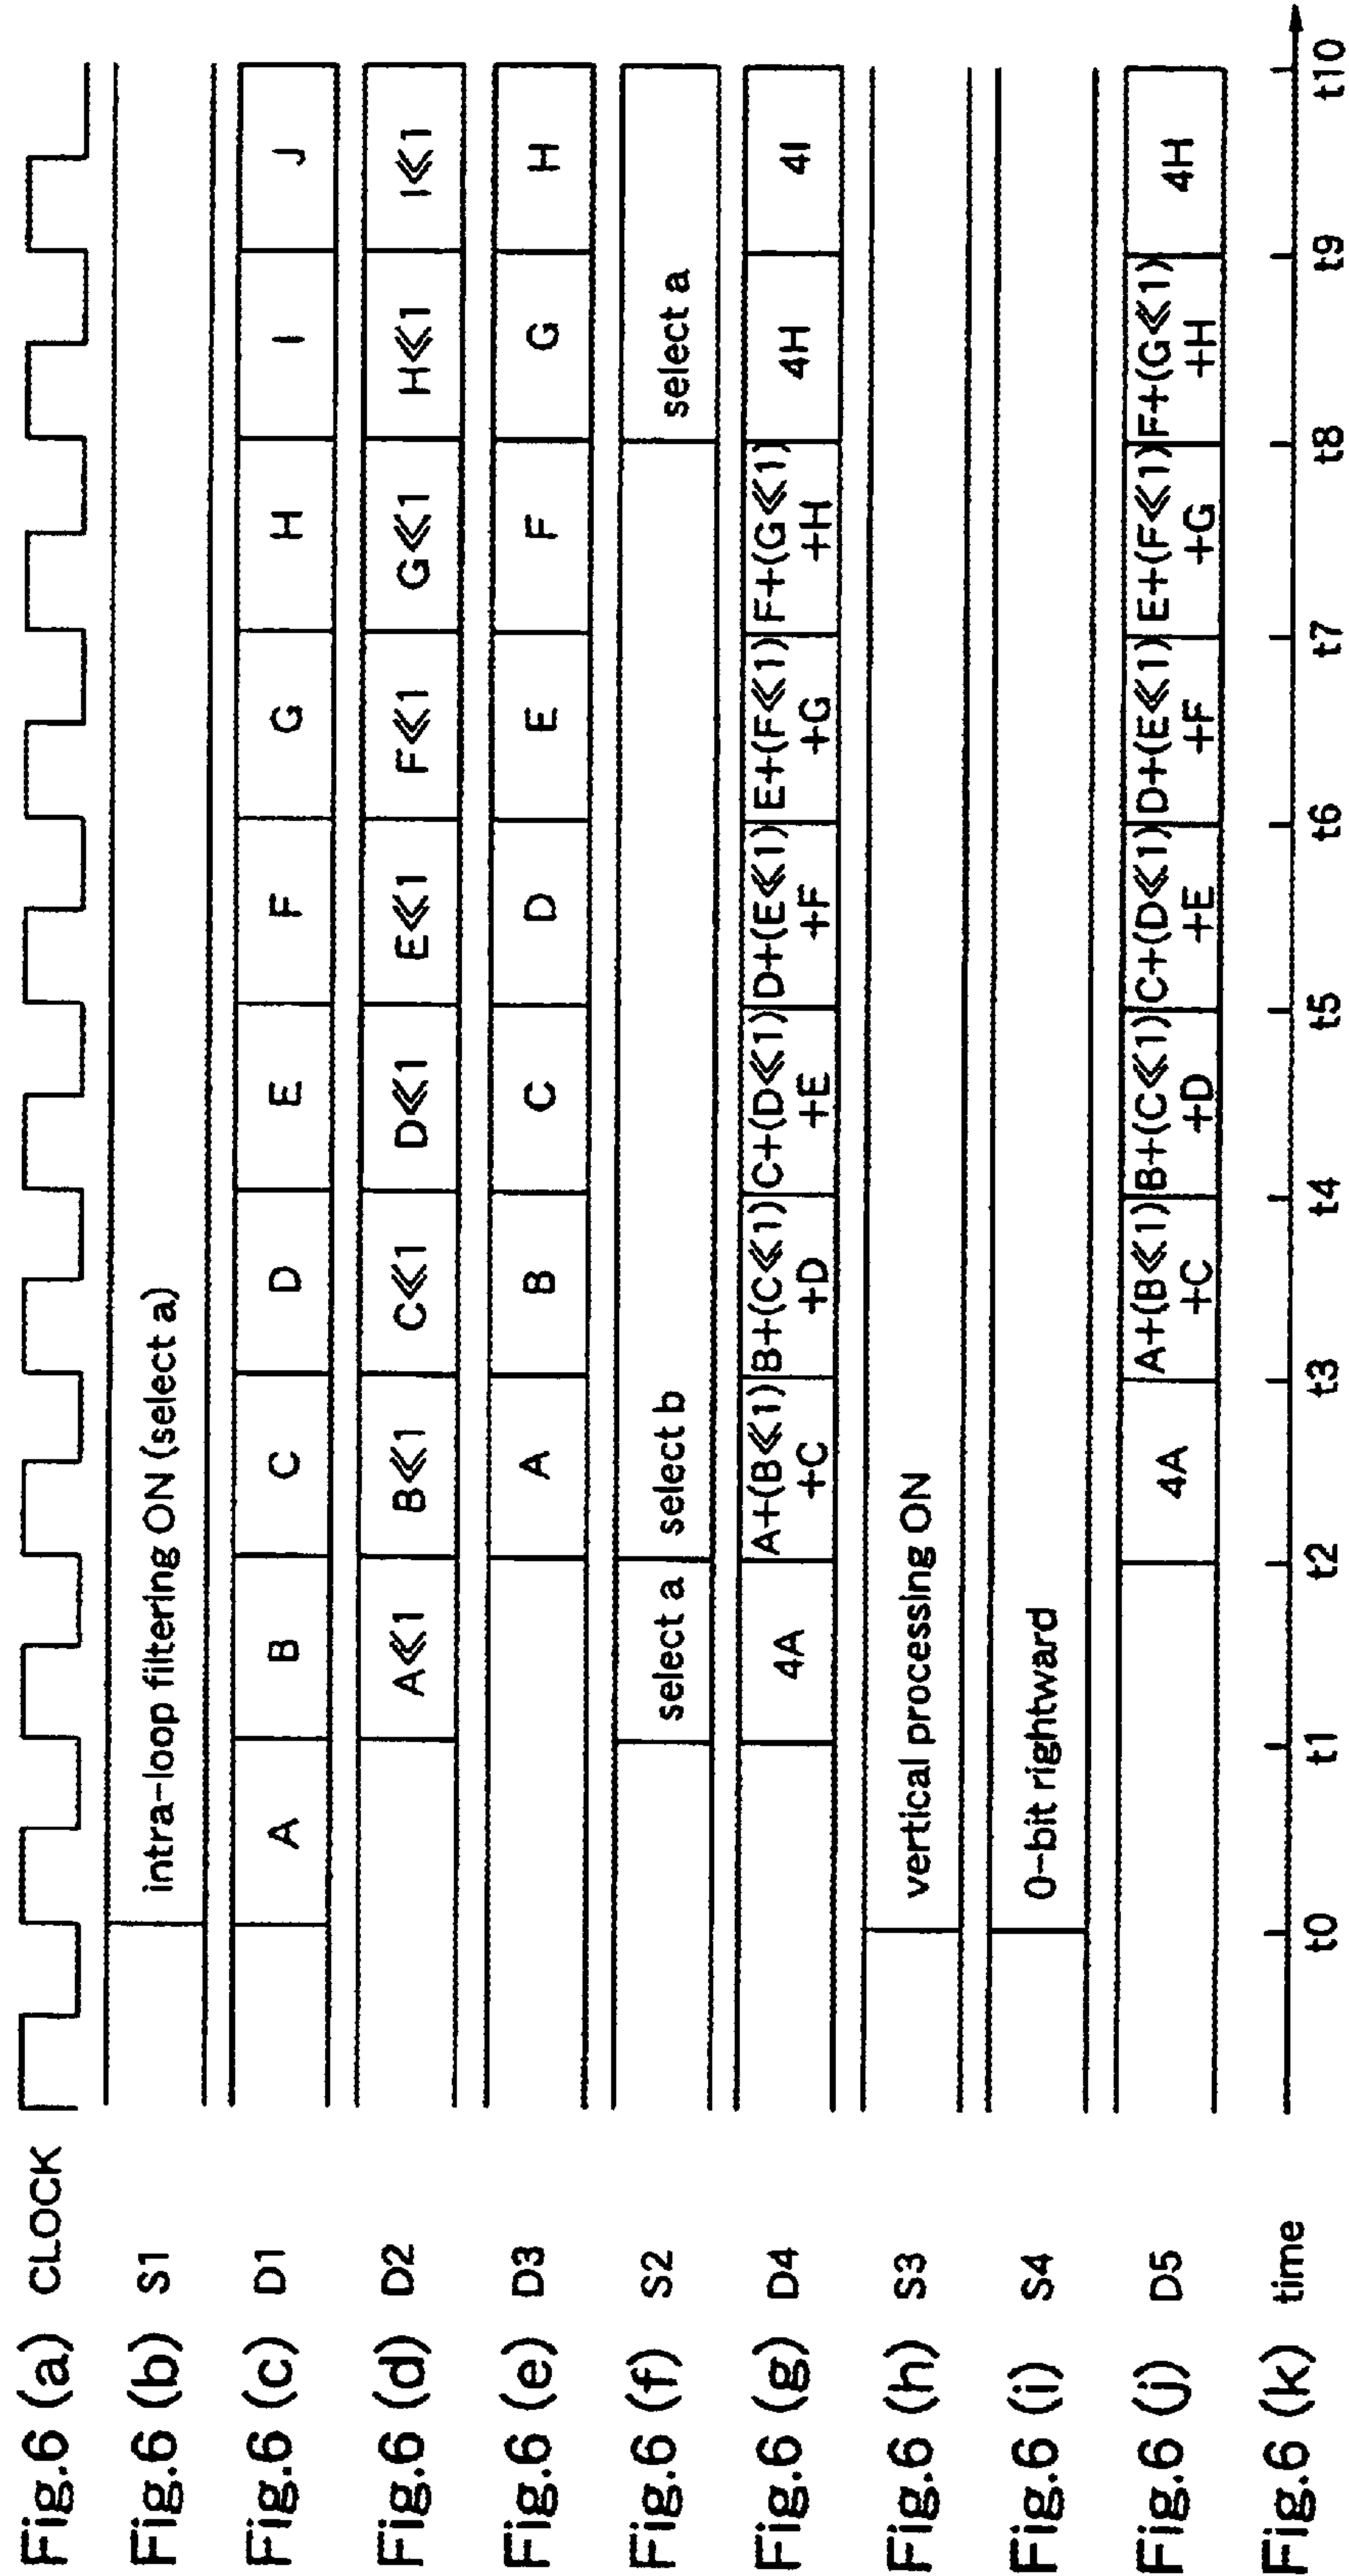 Fig.6 (a) CLOCK
Fig.6 (b) S1 intra-loop filtering ON (select a)
Fig.6 (c) D1 A B C D E F G H I J
Fig.6 (d) D2 A≪1 B≪1 C≪1 D≪1 E≪1 F≪1 G≪1 H≪1 I≪1
Fig.6 (e) D3 A B C D E F G H
Fig.6 (f) S2 select a select b select a
Fig.6 (g) D4 4A A+(B≪1)+C B+(C≪1)+D C+(D≪1)+E D+(E≪1)+F E+(F≪1)+G F+(G≪1)+H 4H 4I
Fig.6 (h) S3 vertical processing ON
Fig.6 (i) S4 0-bit rightward
Fig.6 (j) D5 4A A+(B≪1)+C B+(C≪1)+D C+(D≪1)+E D+(E≪1)+F E+(F≪1)+G F+(G≪1)+H 4H
Fig.6 (k) time t0 t1 t2 t3 t4 t5 t6 t7 t8 t9 t10